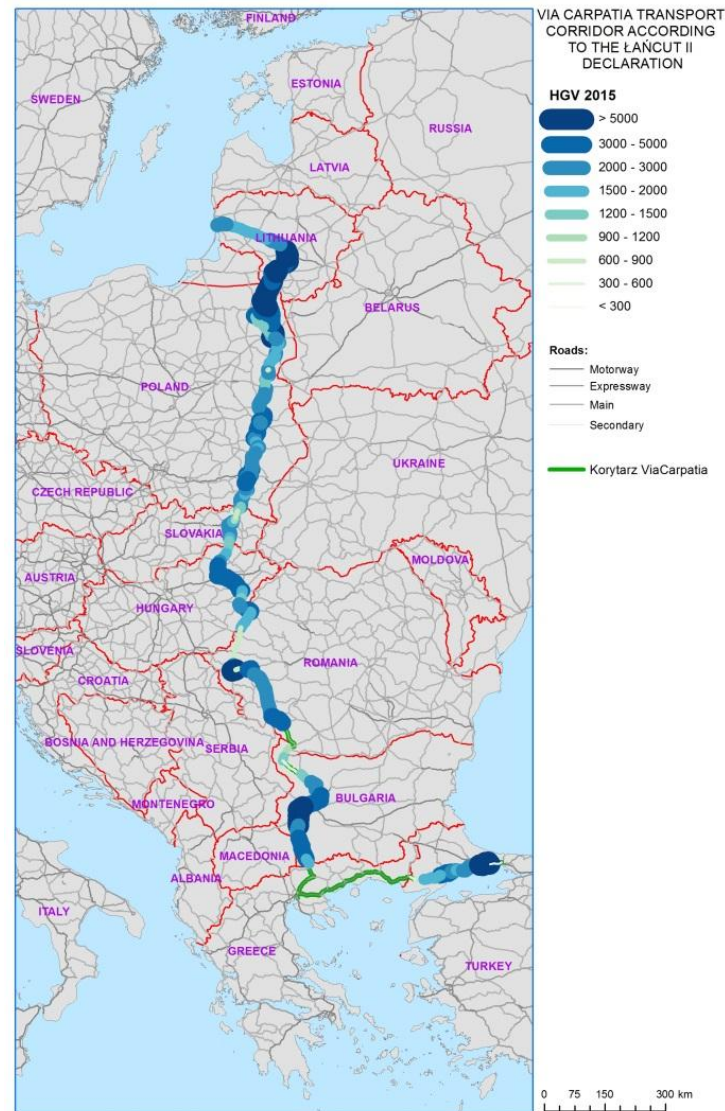 VIA CARPATIA TRANSPORT
CORRIDOR ACCORDING
TO THE ŁAŃCUT II
DECLARATION
HGV 2015
> 5000
3000 - 5000
2000 - 3000
1500 - 2000
1200 - 1500
900 - 1200
600 - 900
300 - 600
< 300
Roads:
Motorway
Expressway
Main
Secondary
Korytarz ViaCarpatia
FINLAND
SWEDEN
ESTONIA
RUSSIA
LATVIA
LITHUANIA
BELARUS
POLAND
UKRAINE
CZECH REPUBLIC
SLOVAKIA
MOLDOVA
AUSTRIA
HUNGARY
SLOVENIA
ROMANIA
CROATIA
BOSNIA AND HERZEGOVINA
SERBIA
BULGARIA
MONTENEGRO
MACEDONIA
ALBANIA
ITALY
GREECE
TURKEY
0 75 150 300 km